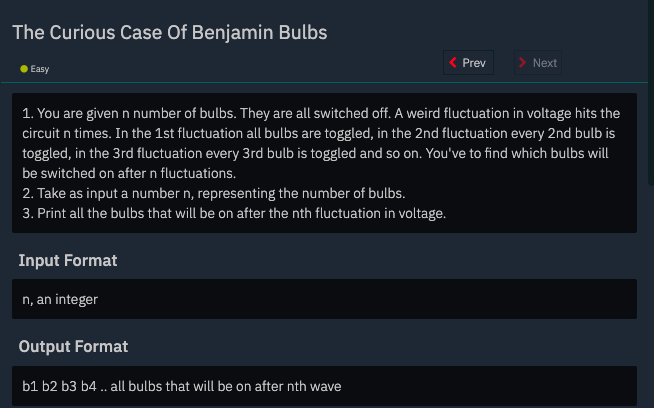 The Curious Case Of Benjamin Bulbs
Easy
Prev
Next
1. You are given n number of bulbs. They are all switched off. A weird fluctuation in voltage hits the
circuit n times. In the 1st fluctuation all bulbs are toggled, in the 2nd fluctuation every 2nd bulb is
toggled, in the 3rd fluctuation every 3rd bulb is toggled and so on. You've to find which bulbs will
be switched on after n fluctuations.
2. Take as input a number n, representing the number of bulbs.
3. Print all the bulbs that will be on after the nth fluctuation in voltage.
Input Format
n, an integer
Output Format
b1 b2 b3 b4 .. all bulbs that will be on after nth wave